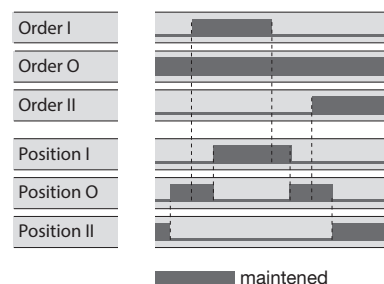 Order I
Order O
Order II
Position I
Position O
Position II
maintened